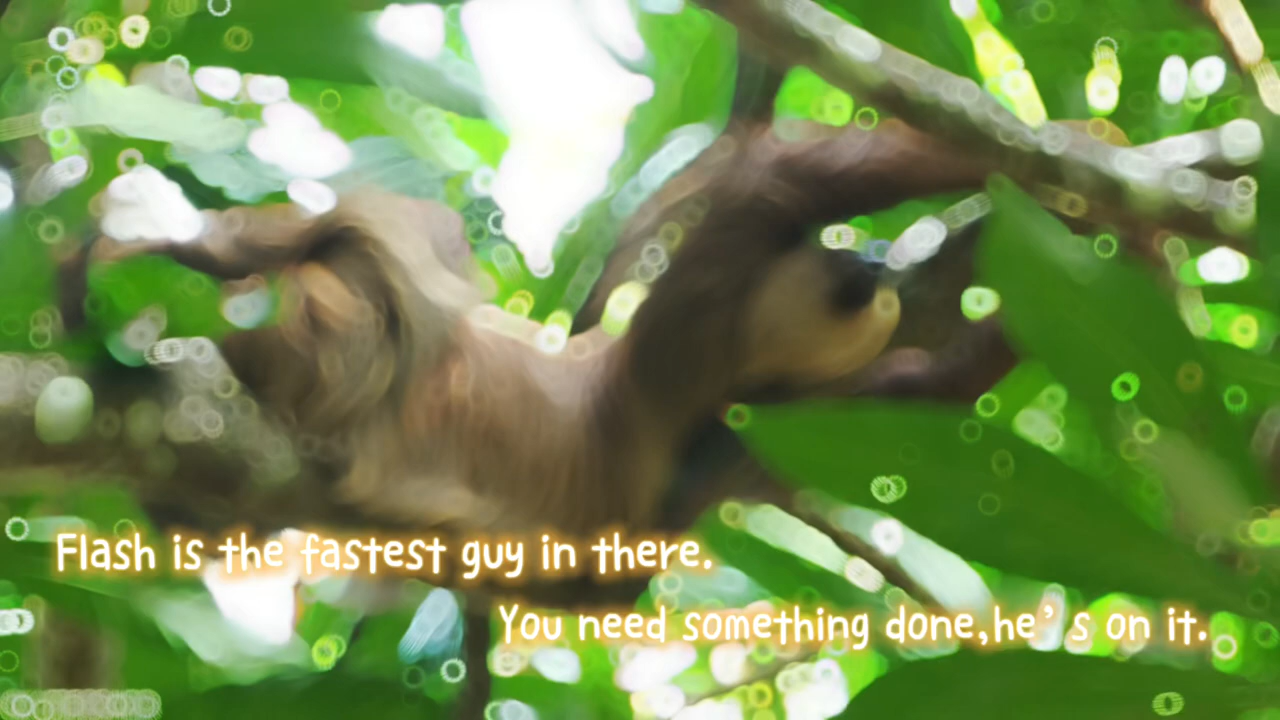 Flash is the fastest guy in there.
You need something done,he’s on it.